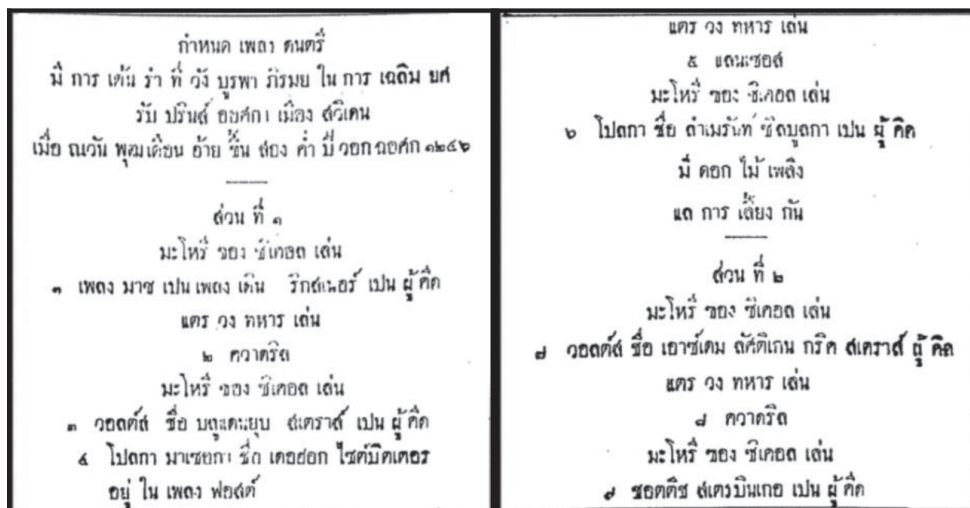 กำหนด เพลง ดนตรี
มี การ เต้น รำ ที่ วัง บูรพา ภิรมย ใน การ เฉลิม ยศ
รับ ปรินส์ ออศกา เมือง สวิเดน
เมื่อ ณวัน พุฒ เดือน อ้าย ขึ้น สอง ค่ำ ปี วอก ฉอศก ๑๒๔๖
ส่วน ที่ ๑
มะโหรี ของ ซีเคอล เล่น
๑ เพลง มาช เปน เพลง เดิน ริกสเนอร์ เปน ผู้ คิด
แตร วง ทหาร เล่น
๒ ควาดริล
มะโหรี ของ ซีเคอล เล่น
๓ วอลต์ส ชื่อ บลูแดนยุบ สเตราส์ เปน ผู้ คิด
๔ โปลกา มาเซอกา ชื่อ เดอฮอก ไซต์บิดเตอร
อยู่ ใน เพลง ฟอสต์
แตร วง ทหาร เล่น
๕ แลนเซอส์
มะโหรี ของ ซีเคอล เล่น
๖ โปลกา ชื่อ ลำเมรันท์ ซิลบูลกา เปน ผู้ คิด
มี ดอก ไม้ เพลิง
แล การ เลี้ยง กัน
ส่วน ที่ ๒
มะโหรี ของ ซีเคอล เล่น
๗ วอลต์ส ชื่อ เอาซ์เดม ลัศติเกน กริด สเตราส์ ผู้ คิด
แตร วง ทหาร เล่น
๘ ควาดริล
มะโหรี ของ ซีเคอล เล่น
๙ ชอตติช สเตรบินเกอ เปน ผู้ คิด